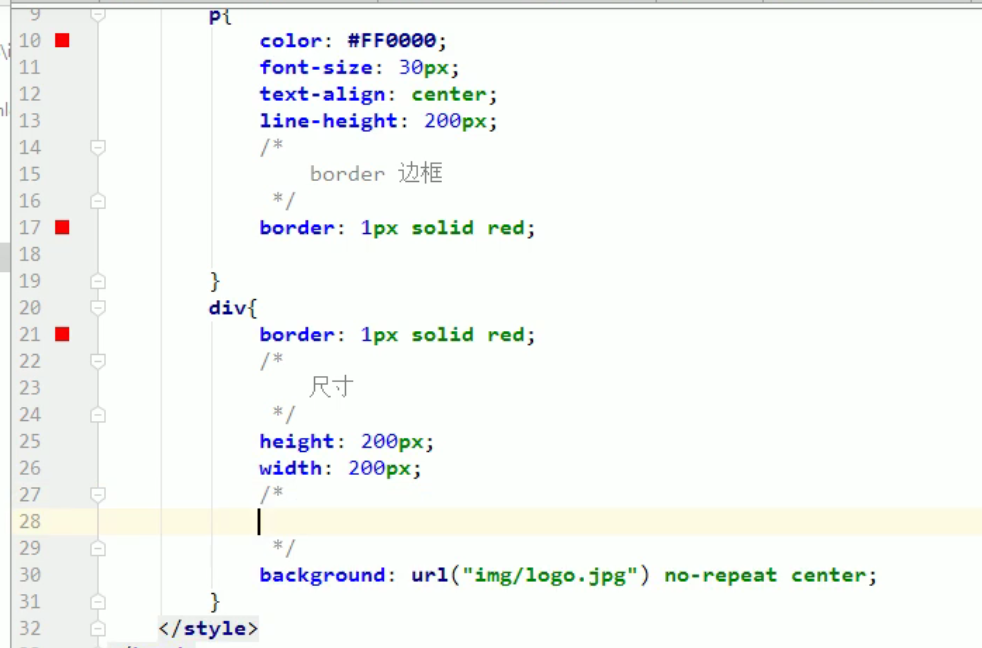 9 p{
10 color: #FF0000;
11 font-size: 30px;
12 text-align: center;
13 line-height: 200px;
14 /*
15 border 边框
16 */
17 border: 1px solid red;
18
19 }
20 div{
21 border: 1px solid red;
22 /*
23 尺寸
24 */
25 height: 200px;
26 width: 200px;
27 /*
28
29 */
30 background: url("img/logo.jpg") no-repeat center;
31 }
32 </style>